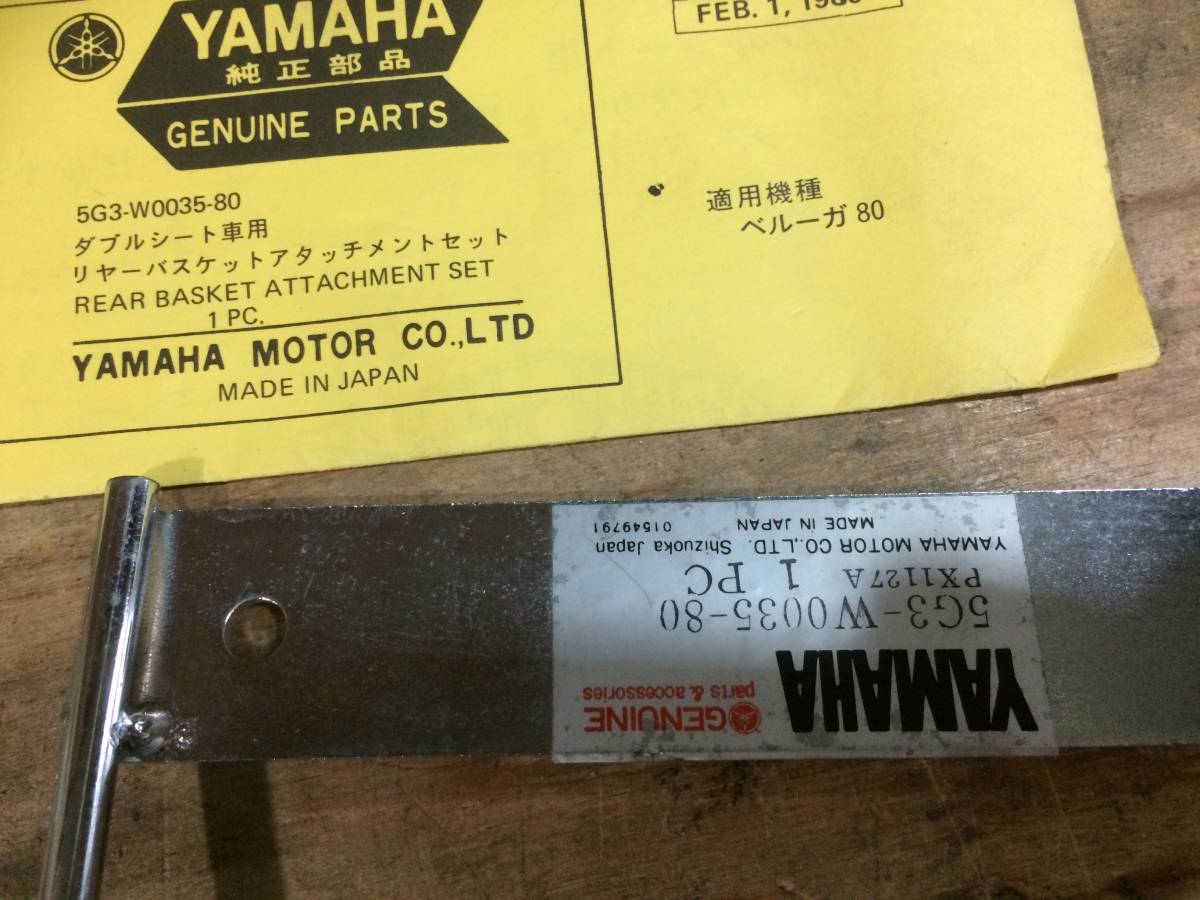 YAMAHA
純正部品
GENUINE PARTS
5G3-W0035-80
ダブルシート車用
リヤーバスケットアタッチメントセット
REAR BASKET ATTACHMENT SET
1 PC.
YAMAHA MOTOR CO.,LTD
MADE IN JAPAN
FEB. 1,
適用機種
ベルーガ 80
YAMAHA
GENUINE
parts & accessories
5G3-W0035-80
PX1127A 1 PC
YAMAHA MOTOR CO.,LTD. Shizuoka Japan
MADE IN JAPAN 01549791